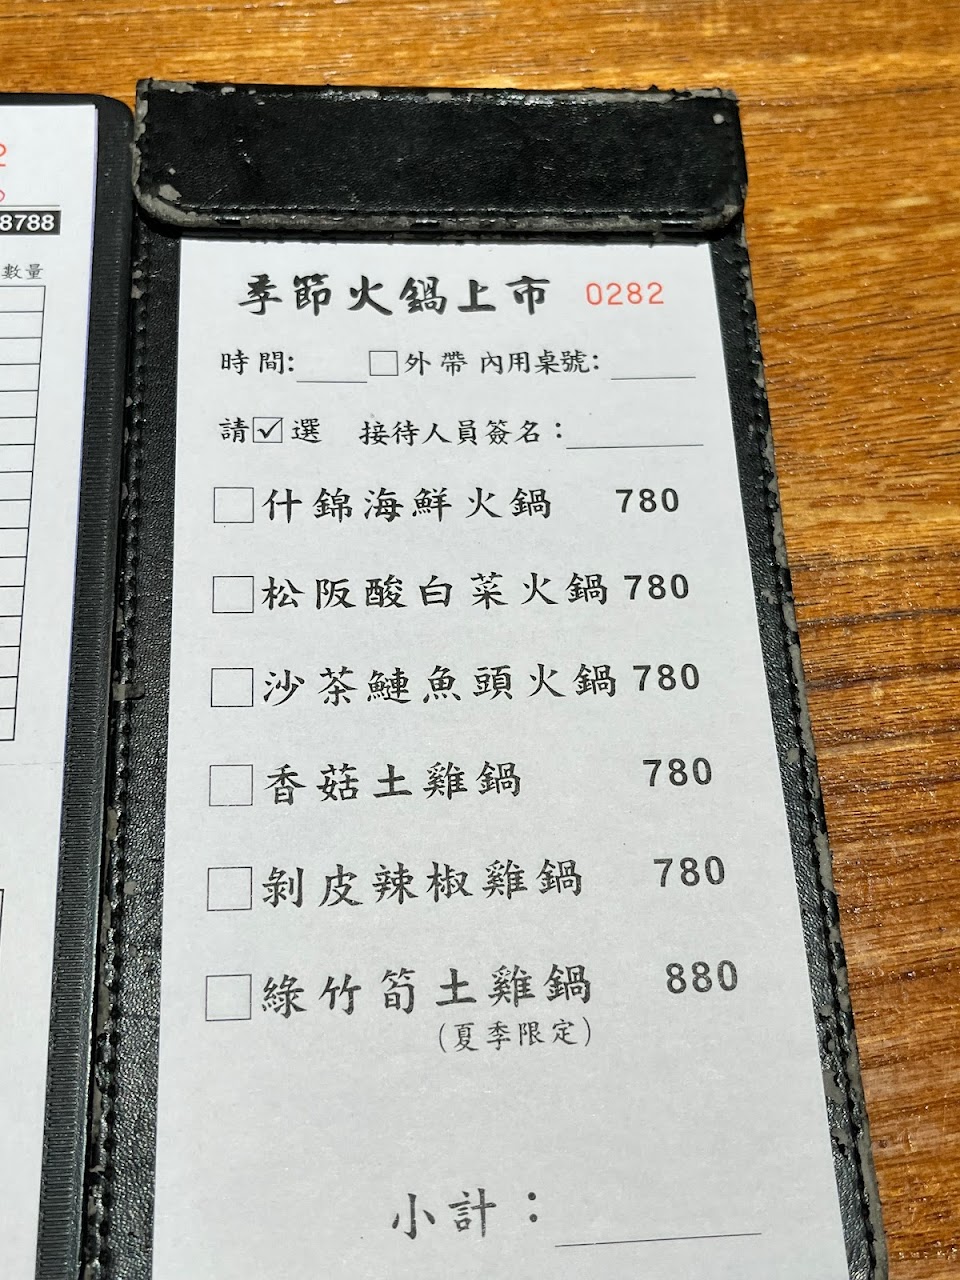 8788
數量
季節火鍋上市 0282
時間: □外帶 內用桌號:
請☑選 接待人員簽名:
□什錦海鮮火鍋 780
□松阪酸白菜火鍋 780
□沙茶鰱魚頭火鍋 780
□香菇土雞鍋 780
□剝皮辣椒雞鍋 780
□綠竹筍土雞鍋 880
(夏季限定)
小計: